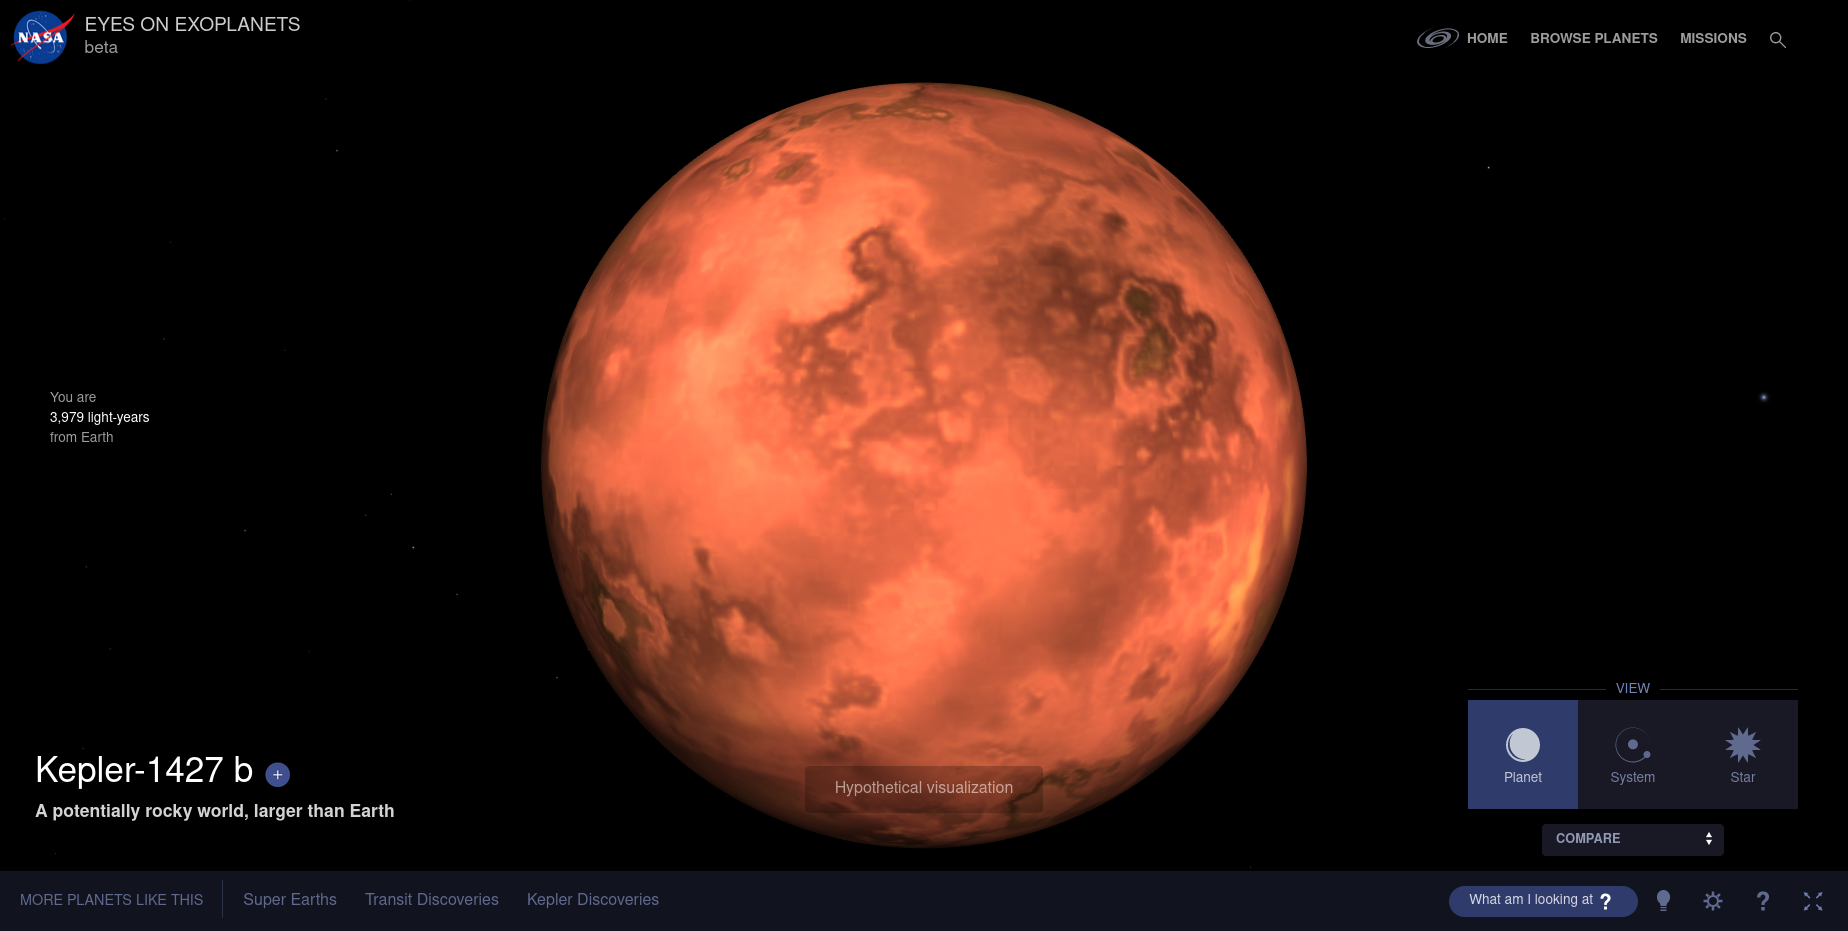 NASA
EYES ON EXOPLANETS
beta
HOME
BROWSE PLANETS
MISSIONS
You are
3,979 light-years
from Earth
Kepler-1427 b +
A potentially rocky world, larger than Earth
Hypothetical visualization
VIEW
Planet
System
Star
COMPARE
MORE PLANETS LIKE THIS
Super Earths
Transit Discoveries
Kepler Discoveries
What am I looking at ?
?